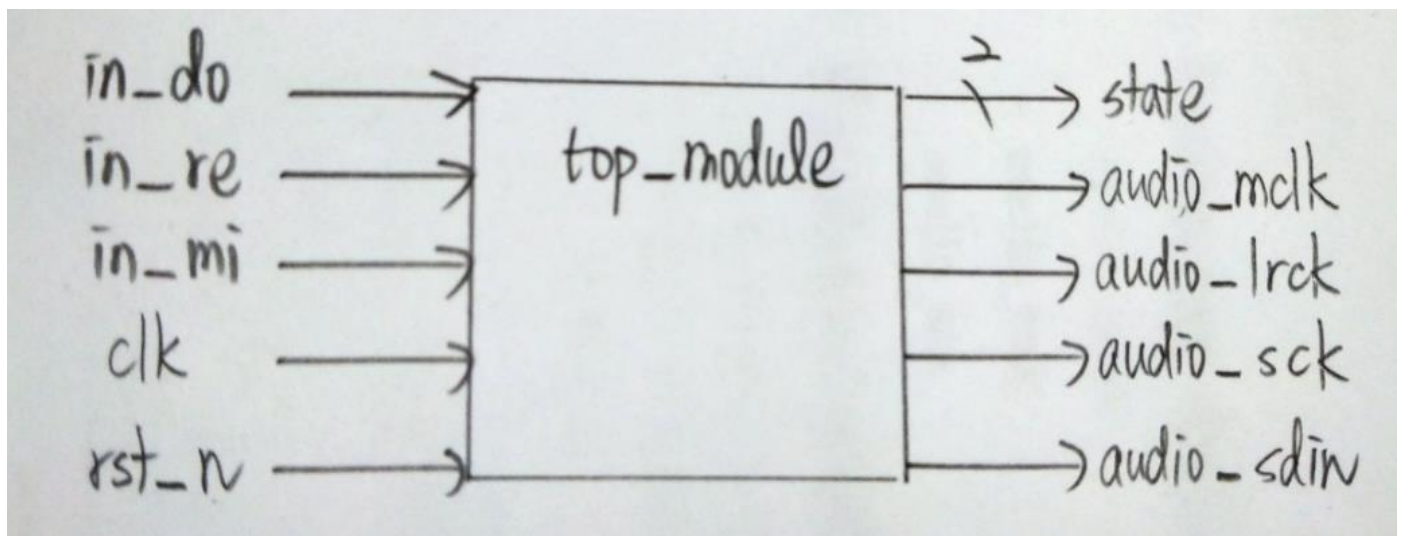 2
in_do state
in_re top_module audio_mclk
in_mi audio_lrck
clk audio_sck
rst_n audio_sdin